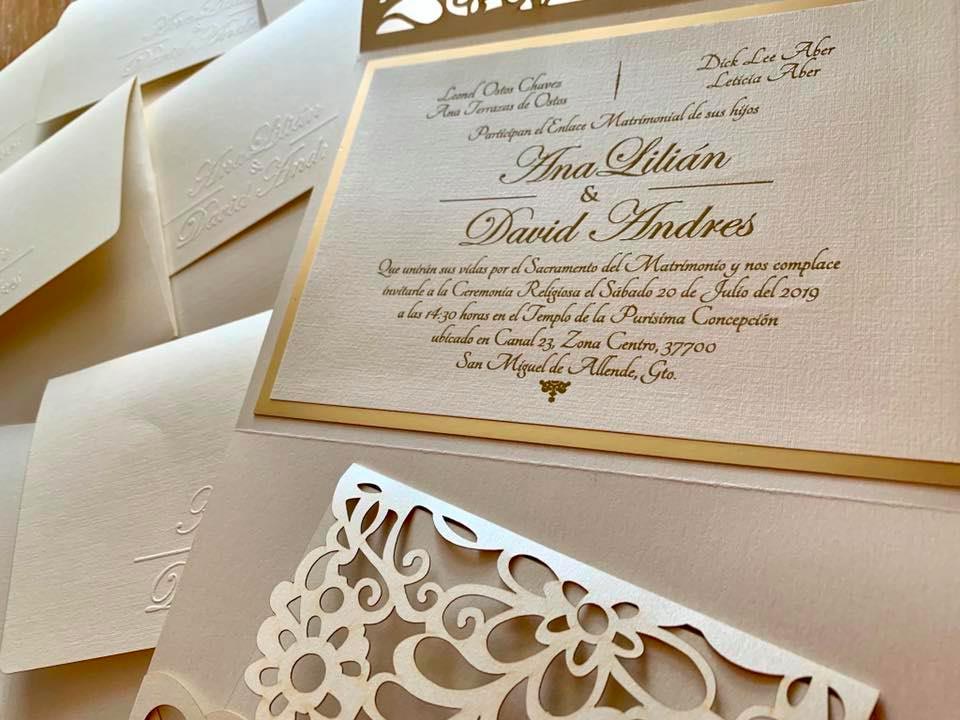 Leonel Ostos Chavez
Ana Terrazas de Ostos
Dick Lee Aber
Leticia Aber
Participan el Enlace Matrimonial de sus hijos
Ana Lilián
&
David Andres
Que unirán sus vidas por el Sacramento del Matrimonio y nos complace
invitarle a la Ceremonia Religiosa el Sábado 20 de Julio del 2019
a las 14:30 horas en el Templo de la Purísima Concepción
ubicado en Canal 23, Zona Centro, 37700
San Miguel de Allende, Gto.
Ana Lilián
&
David Andr